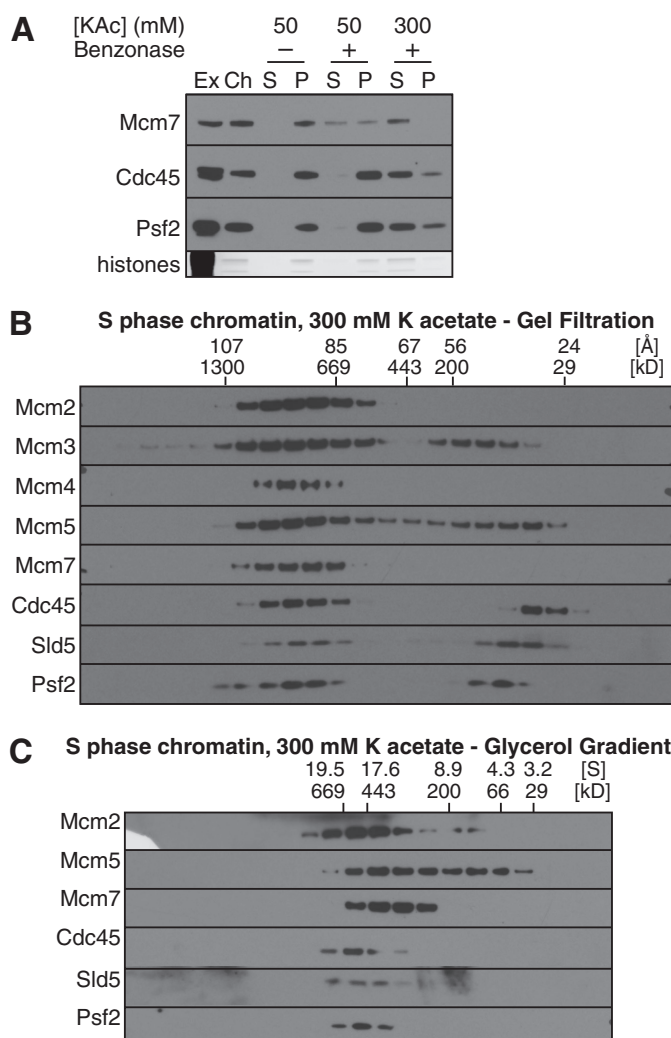 A
[KAc] (mM) 50 50 300
Benzonase – + +
Ex Ch S P S P S P
Mcm7
Cdc45
Psf2
histones
B S phase chromatin, 300 mM K acetate - Gel Filtration
107 85 67 56 24 [Å]
1300 669 443 200 29 [kD]
Mcm2
Mcm3
Mcm4
Mcm5
Mcm7
Cdc45
Sld5
Psf2
C S phase chromatin, 300 mM K acetate - Glycerol Gradient
19.5 17.6 8.9 4.3 3.2 [S]
669 443 200 66 29 [kD]
Mcm2
Mcm5
Mcm7
Cdc45
Sld5
Psf2